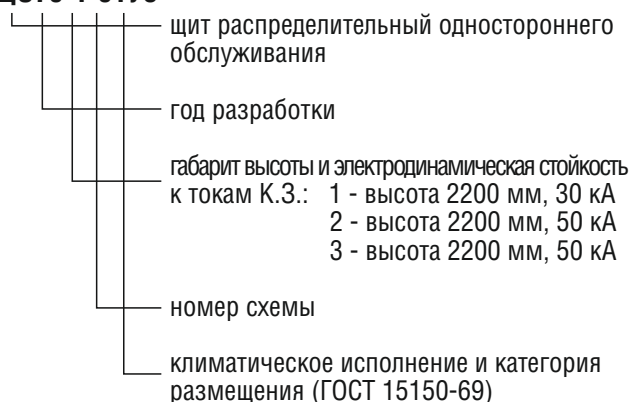 щит распределительный одностороннего
обслуживания
год разработки
габарит высоты и электродинамическая стойкость
к токам К.З.: 1 - высота 2200 мм, 30 кА
2 - высота 2200 мм, 50 кА
3 - высота 2200 мм, 50 кА
номер схемы
климатическое исполнение и категория
размещения (ГОСТ 15150-69)